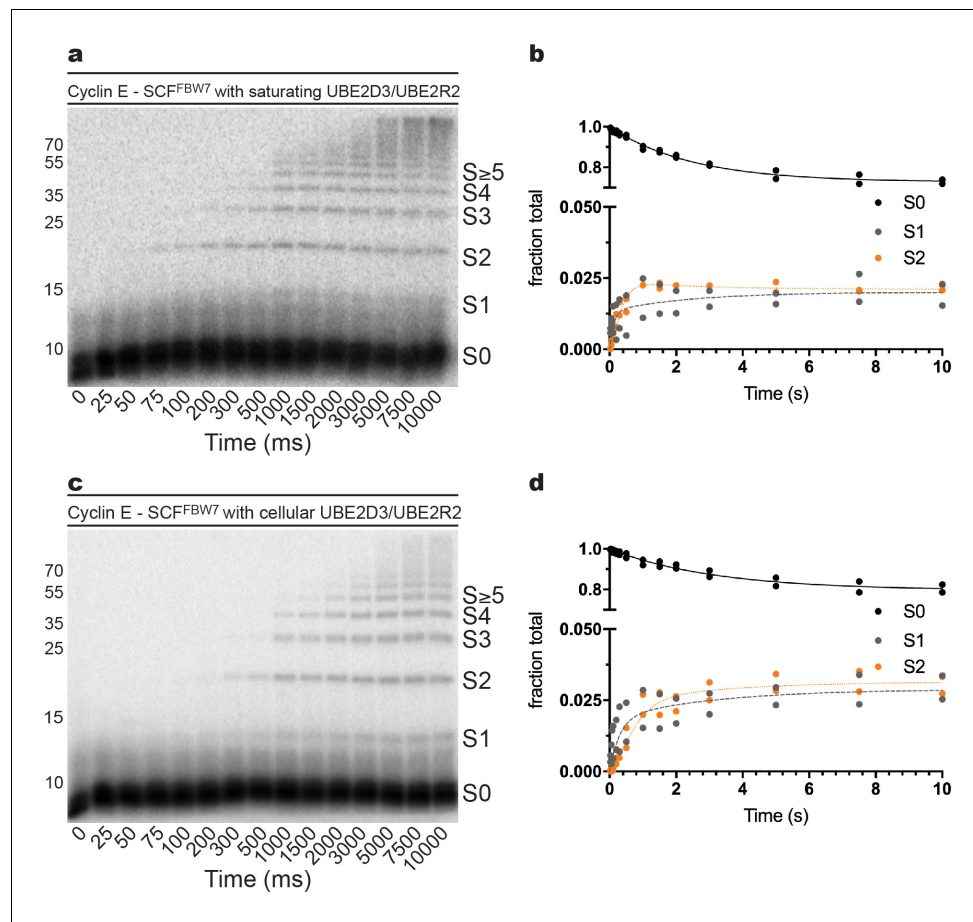 a
Cyclin E - SCFFBW7 with saturating UBE2D3/UBE2R2
70
55
35
25
15
10
S≥5
S4
S3
S2
S1
S0
0 25 50 75 100 200 300 500 1000 1500 2000 3000 5000 7500 10000
Time (ms)
b
1.0
0.8
0.050
0.025
0.000
fraction total
S0
S1
S2
0 2 4 6 8 10
Time (s)
c
Cyclin E - SCFFBW7 with cellular UBE2D3/UBE2R2
70
55
35
25
15
10
S≥5
S4
S3
S2
S1
S0
0 25 50 75 100 200 300 500 1000 1500 2000 3000 5000 7500 10000
Time (ms)
d
1.0
0.8
0.050
0.025
0.000
fraction total
S0
S1
S2
0 2 4 6 8 10
Time (s)